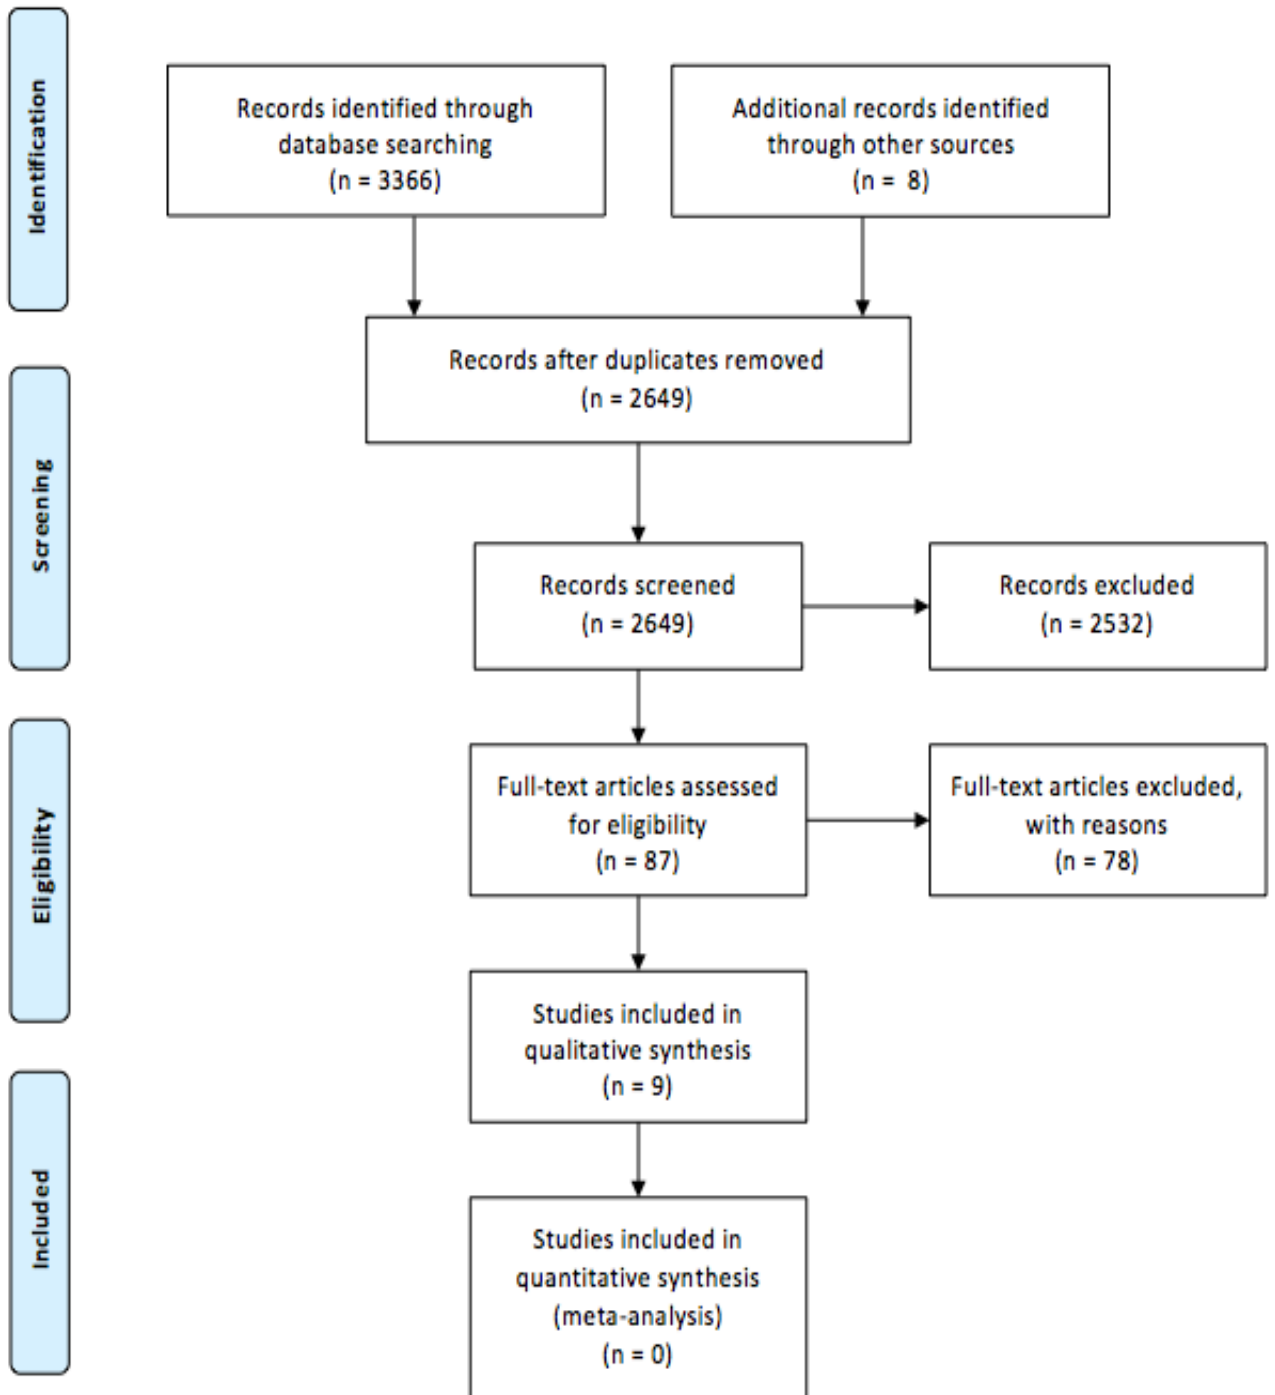 Identification
Records identified through
database searching
(n = 3366)
Additional records identified
through other sources
(n = 8)
Records after duplicates removed
(n = 2649)
Screening
Records screened
(n = 2649)
Records excluded
(n = 2532)
Eligibility
Full-text articles assessed
for eligibility
(n = 87)
Full-text articles excluded,
with reasons
(n = 78)
Studies included in
qualitative synthesis
(n = 9)
Included
Studies included in
quantitative synthesis
(meta-analysis)
(n = 0)